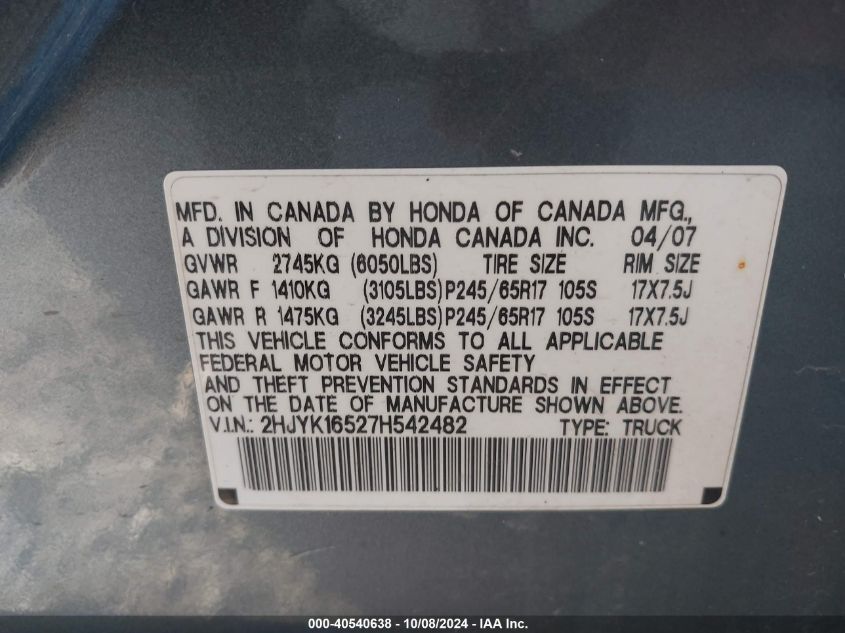 MFD. IN CANADA BY HONDA OF CANADA MFG.,
A DIVISION OF HONDA CANADA INC. 04/07
GVWR 2745KG (6050LBS) TIRE SIZE RIM SIZE
GAWR F 1410KG (3105LBS) P245/65R17 105S 17X7.5J
GAWR R 1475KG (3245LBS) P245/65R17 105S 17X7.5J
THIS VEHICLE CONFORMS TO ALL APPLICABLE
FEDERAL MOTOR VEHICLE SAFETY
AND THEFT PREVENTION STANDARDS IN EFFECT
ON THE DATE OF MANUFACTURE SHOWN ABOVE.
V.I.N.: 2HJYK16527H542482 TYPE: TRUCK
000-40540638 - 10/08/2024 - IAA Inc.